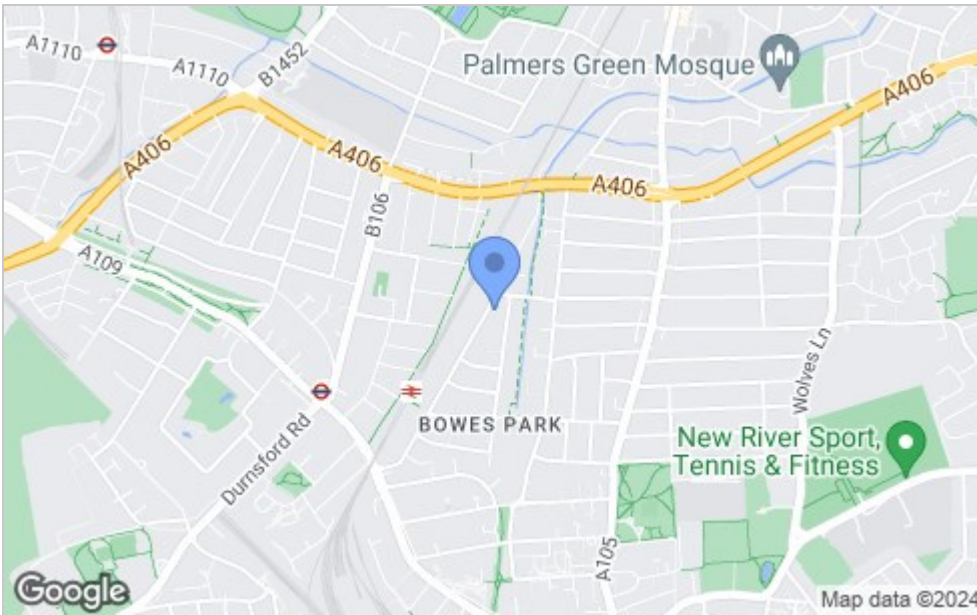 A1110
A1110
B1452
Palmers Green Mosque
A406
A406
A406
A406
B106
A109
Wolves Ln
BOWES PARK
Durnsford Rd
New River Sport,
Tennis & Fitness
A105
Google
Map data ©2024